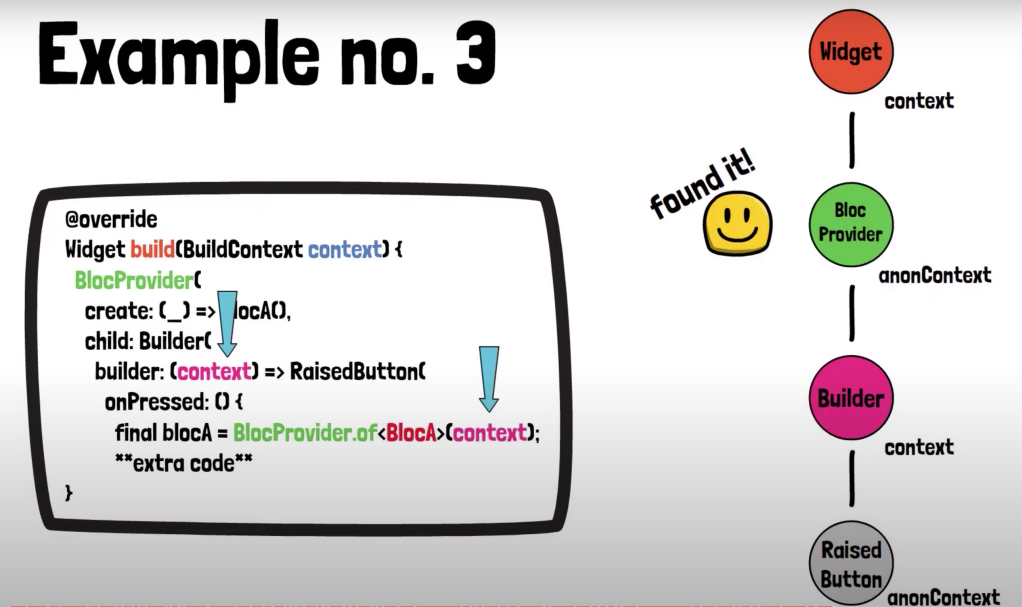 Example no. 3
@override
Widget build(BuildContext context) {
BlocProvider(
create: (_) => locA(),
child: Builder(
builder: (context) => RaisedButton(
onPressed: () {
final blocA = BlocProvider.of<BlocA>(context);
**extra code**
}
found it!
Widget
context
Bloc
Provider
anonContext
Builder
context
Raised
Button
anonContext